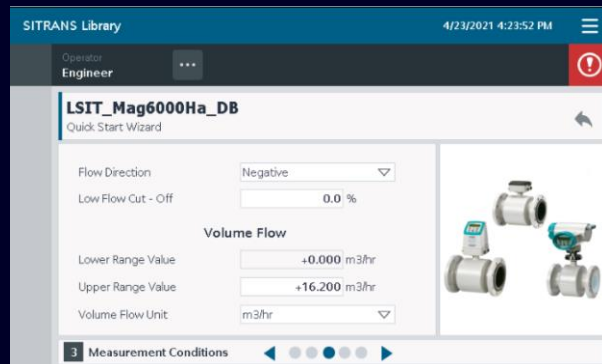 SITRANS Library 4/23/2021 4:23:52 PM
Operator
Engineer
...
LSIT_Mag6000Ha_DB
Quick Start Wizard
Flow Direction Negative
Low Flow Cut - Off 0.0 %
Volume Flow
Lower Range Value +0.000 m3/hr
Upper Range Value +16.200 m3/hr
Volume Flow Unit m3/hr
3 Measurement Conditions